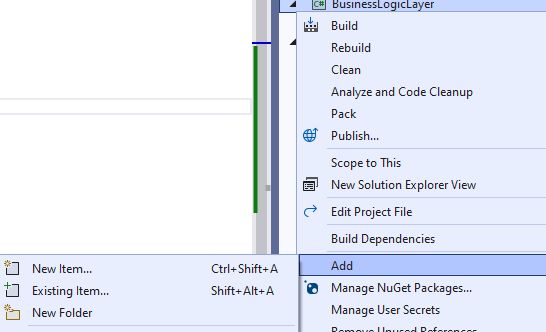 C# BusinessLogicLayer
Build
Rebuild
Clean
Analyze and Code Cleanup
Pack
Publish...
Scope to This
New Solution Explorer View
Edit Project File
Build Dependencies
Add
New Item... Ctrl+Shift+A
Existing Item... Shift+Alt+A
New Folder
Manage NuGet Packages...
Manage User Secrets
Remove Unused References...